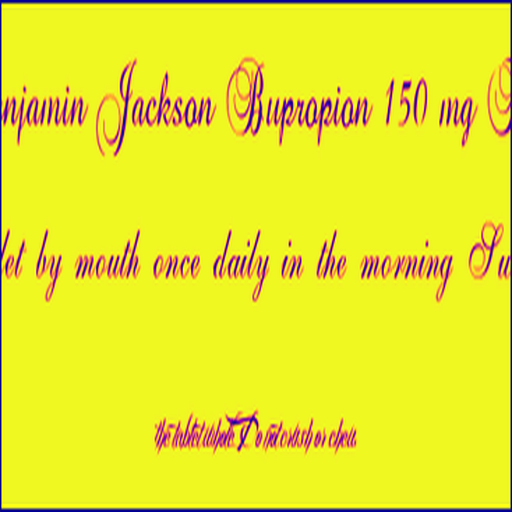 njamin Jackson Bupropion 150 mg
let by mouth once daily in the morning Su
the tablet whole. Do not crush or chew.